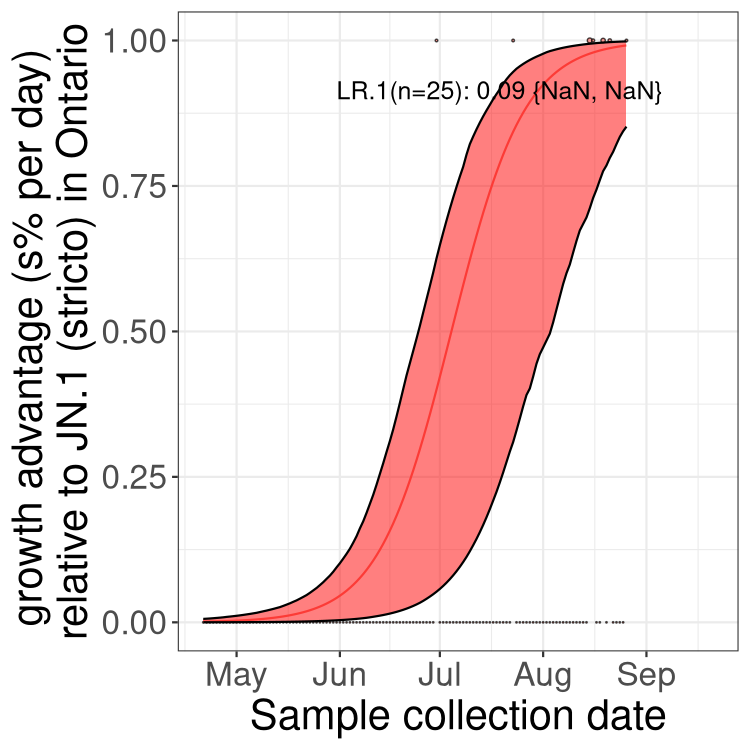 growth advantage (s% per day)
relative to JN.1 (stricto) in Ontario
1.00
0.75
0.50
0.25
0.00
LR.1(n=25): 0.09 {NaN, NaN}
May Jun Jul Aug Sep
Sample collection date